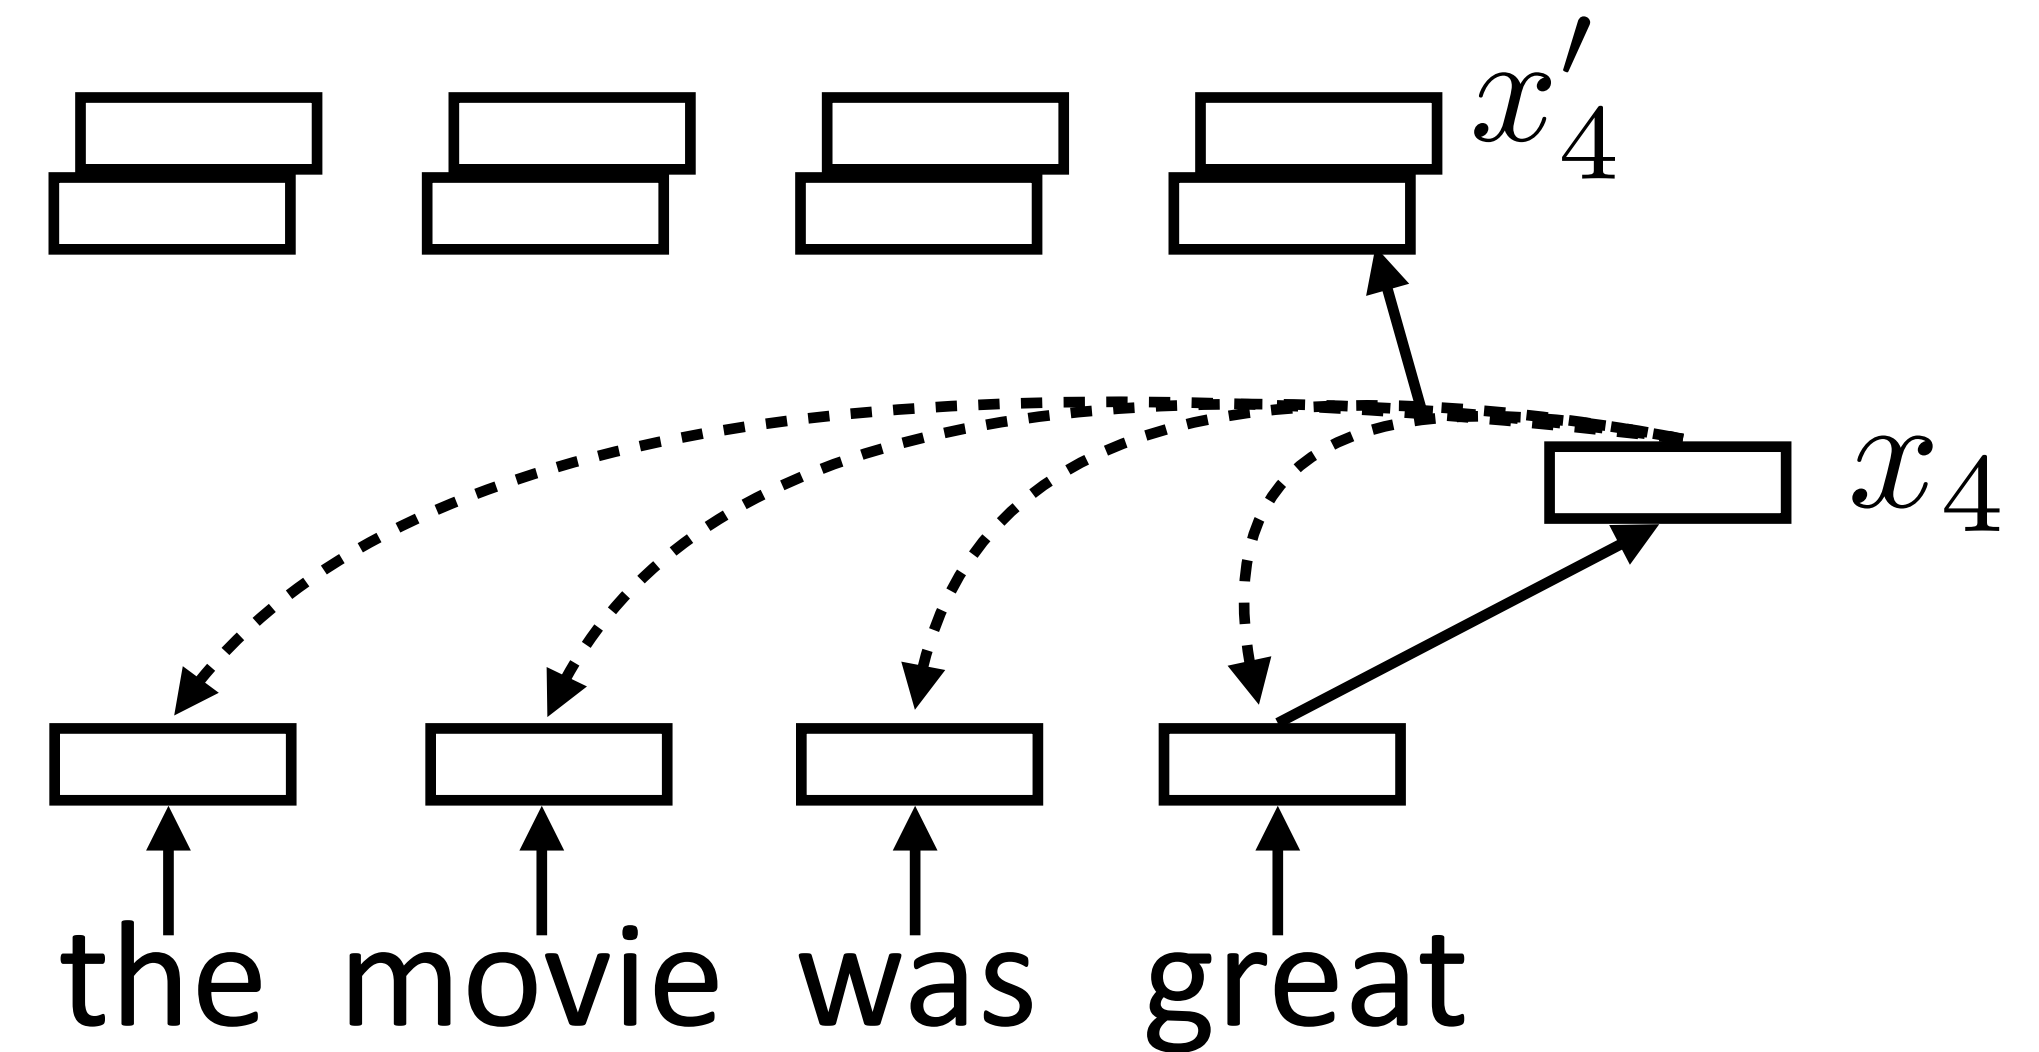 x′₄
x₄
the movie was great